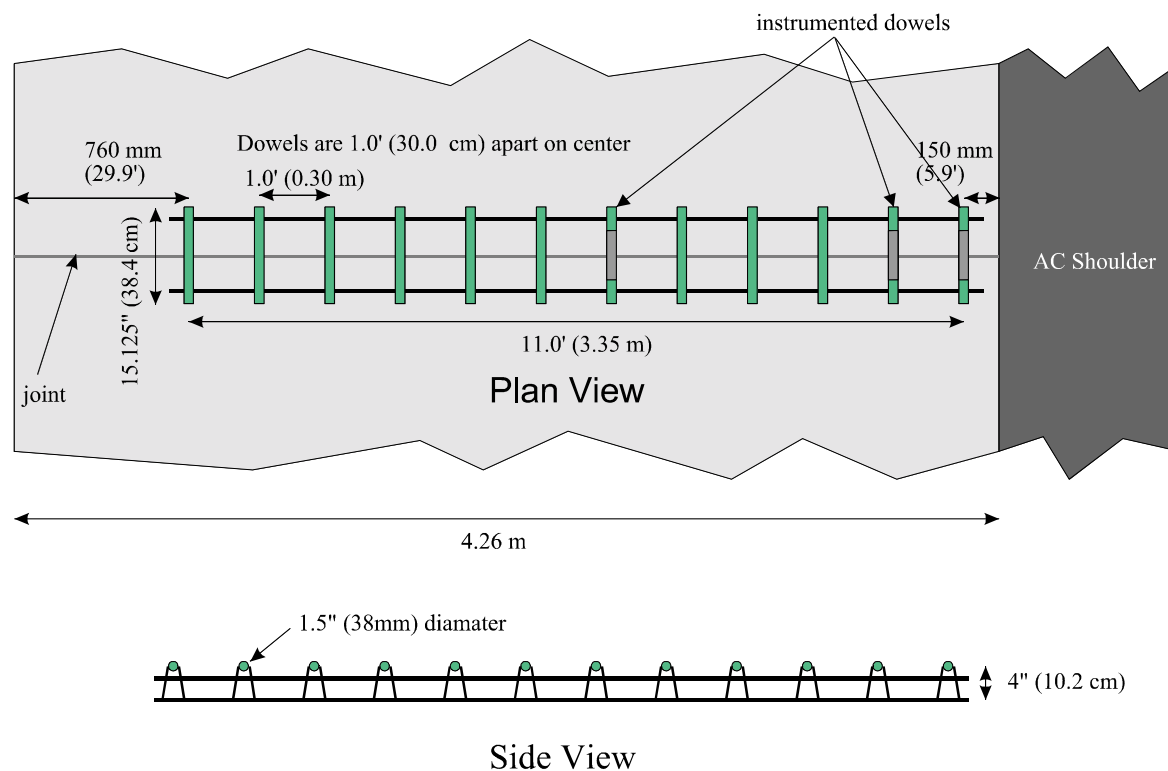 instrumented dowels
760 mm
(29.9')
Dowels are 1.0' (30.0 cm) apart on center
1.0' (0.30 m)
150 mm
(5.9')
15.125" (38.4 cm)
AC Shoulder
11.0' (3.35 m)
joint
Plan View
4.26 m
1.5" (38mm) diamater
4" (10.2 cm)
Side View